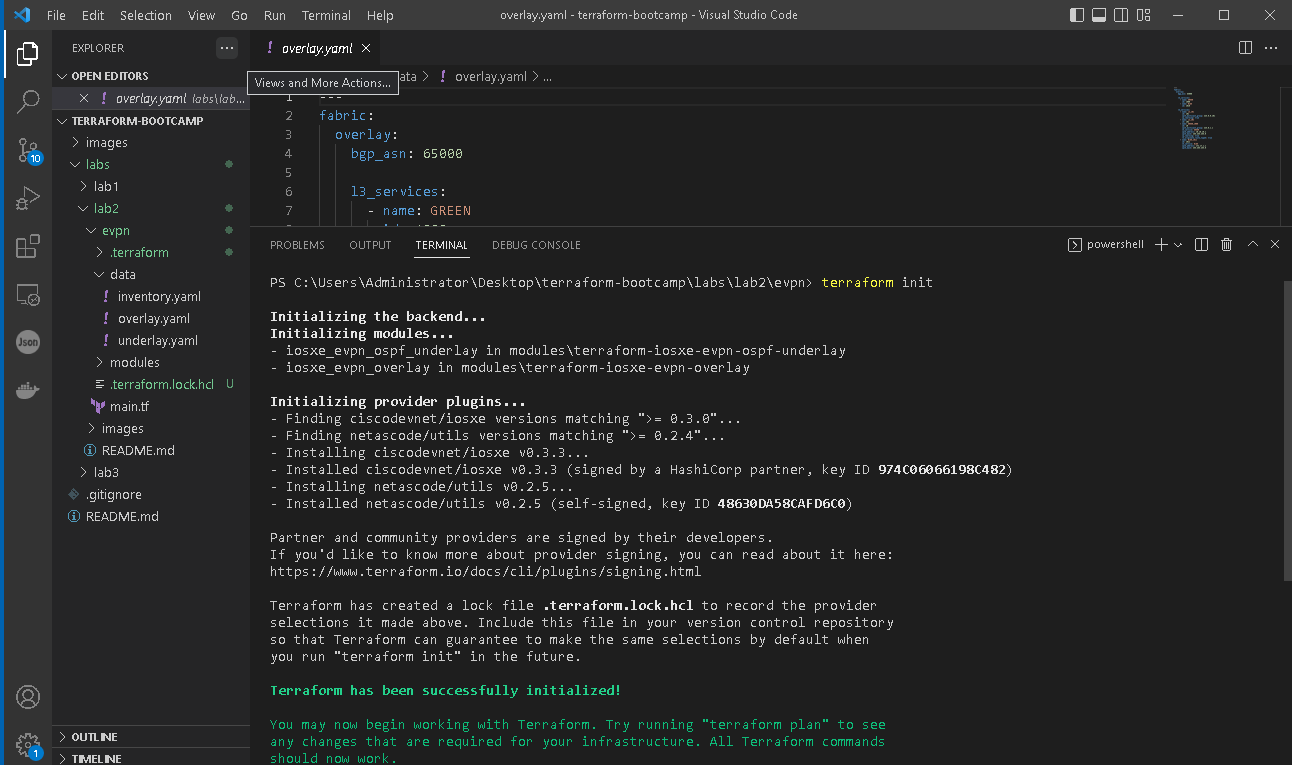 File Edit Selection View Go Run Terminal Help
overlay.yaml - terraform-bootcamp - Visual Studio Code
EXPLORER
OPEN EDITORS
! overlay.yaml labs\lab...
TERRAFORM-BOOTCAMP
images
labs
lab1
lab2
evpn
.terraform
data
! inventory.yaml
! overlay.yaml
! underlay.yaml
modules
.terraform.lock.hcl U
main.tf
images
README.md
lab3
.gitignore
README.md
OUTLINE
TIMELINE
10
Json
1
! overlay.yaml
Views and More Actions...
ata > ! overlay.yaml > ...
1 ---
2 fabric:
3 overlay:
4 bgp_asn: 65000
5
6 l3_services:
7 - name: GREEN
PROBLEMS OUTPUT TERMINAL DEBUG CONSOLE
powershell
PS C:\Users\Administrator\Desktop\terraform-bootcamp\labs\lab2\evpn> terraform init
Initializing the backend...
Initializing modules...
- iosxe_evpn_ospf_underlay in modules\terraform-iosxe-evpn-ospf-underlay
- iosxe_evpn_overlay in modules\terraform-iosxe-evpn-overlay
Initializing provider plugins...
- Finding ciscodevnet/iosxe versions matching ">= 0.3.0"...
- Finding netascode/utils versions matching ">= 0.2.4"...
- Installing ciscodevnet/iosxe v0.3.3...
- Installed ciscodevnet/iosxe v0.3.3 (signed by a HashiCorp partner, key ID 974C06066198C482)
- Installing netascode/utils v0.2.5...
- Installed netascode/utils v0.2.5 (self-signed, key ID 48630DA58CAFD6C0)
Partner and community providers are signed by their developers.
If you'd like to know more about provider signing, you can read about it here:
https://www.terraform.io/docs/cli/plugins/signing.html
Terraform has created a lock file .terraform.lock.hcl to record the provider
selections it made above. Include this file in your version control repository
so that Terraform can guarantee to make the same selections by default when
you run "terraform init" in the future.
Terraform has been successfully initialized!
You may now begin working with Terraform. Try running "terraform plan" to see
any changes that are required for your infrastructure. All Terraform commands
should now work.